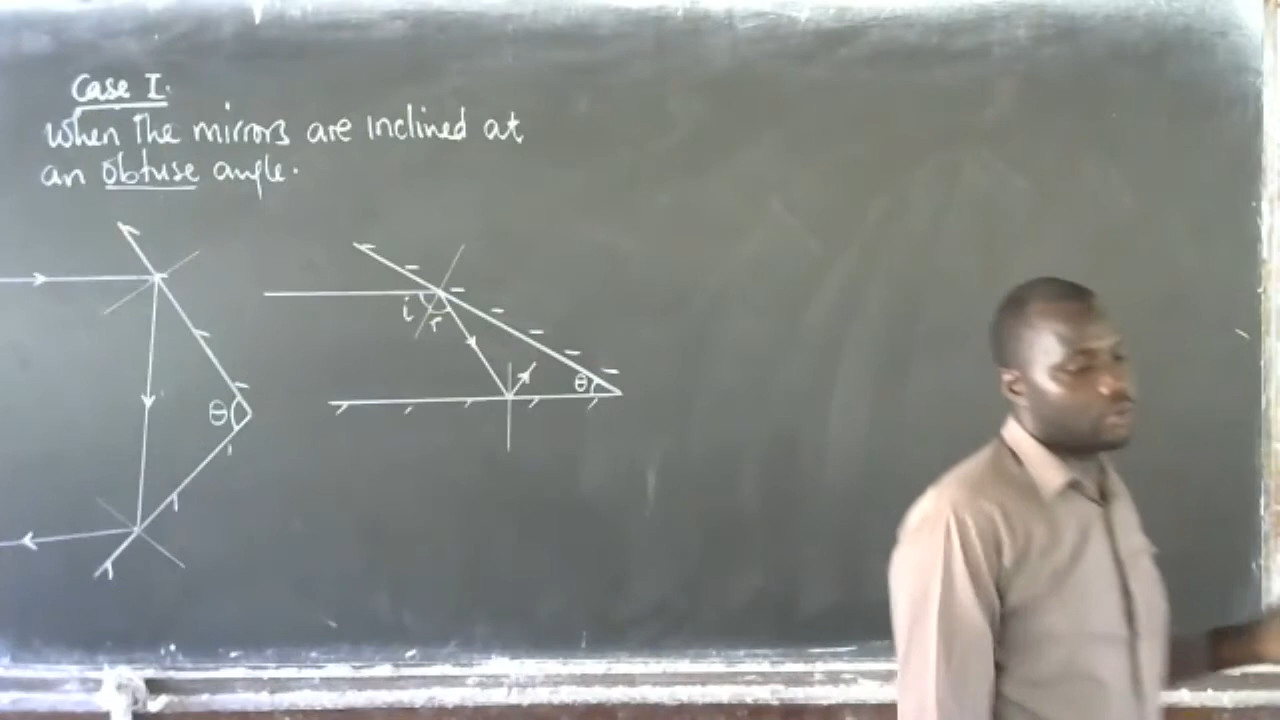 Case I.
When the mirrors are inclined at
an obtuse angle.
θ
i
r
θ